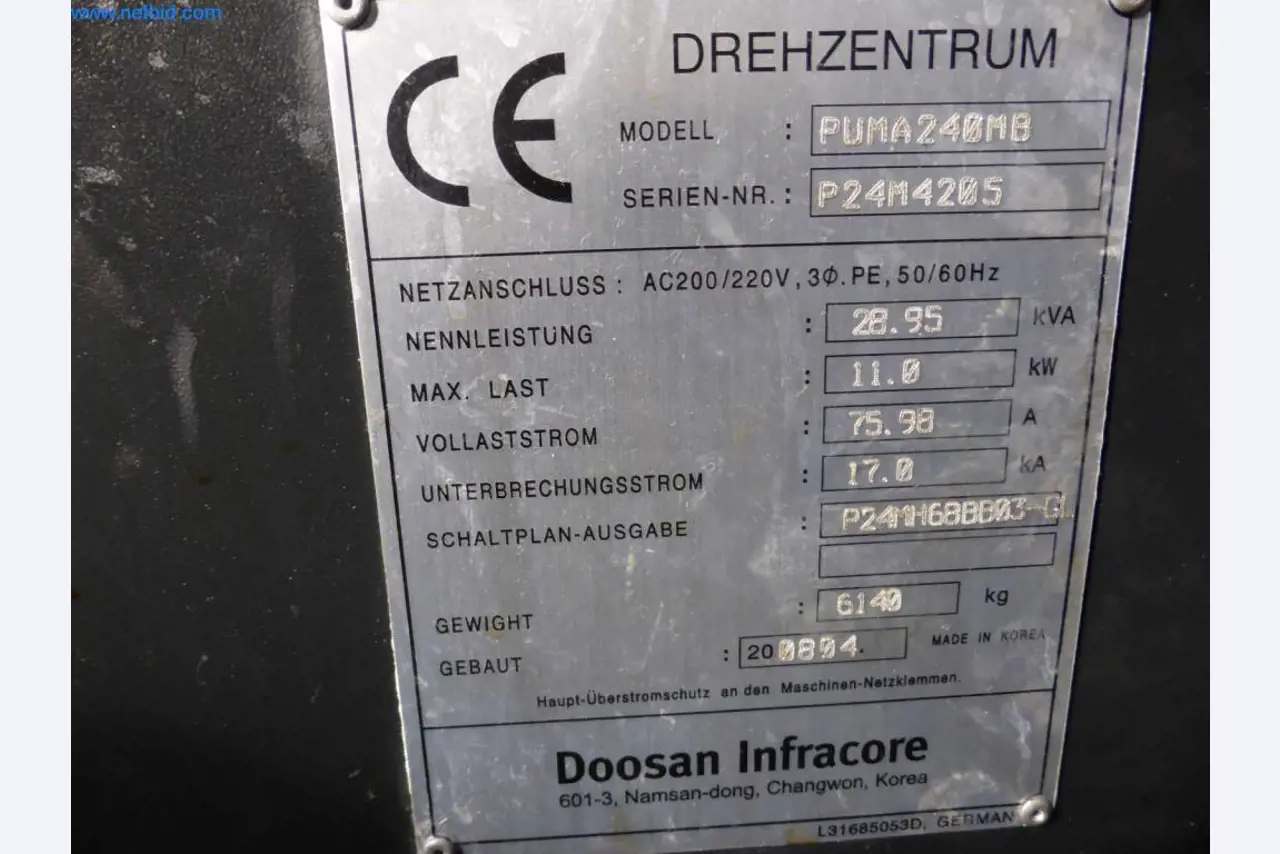 www.netbid.com
CE
DREHZENTRUM
MODELL : PUMA240MB
SERIEN-NR. : P24M4205
NETZANSCHLUSS : AC200/220V, 3Φ. PE, 50/60Hz
NENNLEISTUNG : 28.95 kVA
MAX. LAST : 11.0 kW
VOLLASTSTROM : 75.98 A
UNTERBRECHUNGSSTROM : 17.0 kA
SCHALTPLAN-AUSGABE : P24MH6BBB03-GL
GEWIGHT : 6140 kg
GEBAUT : 200804. MADE IN KOREA
Haupt-Überstromschutz an den Maschinen-Netzklemmen.
Doosan Infracore
601-3, Namsan-dong, Changwon, Korea
L31685053D, GERMAN